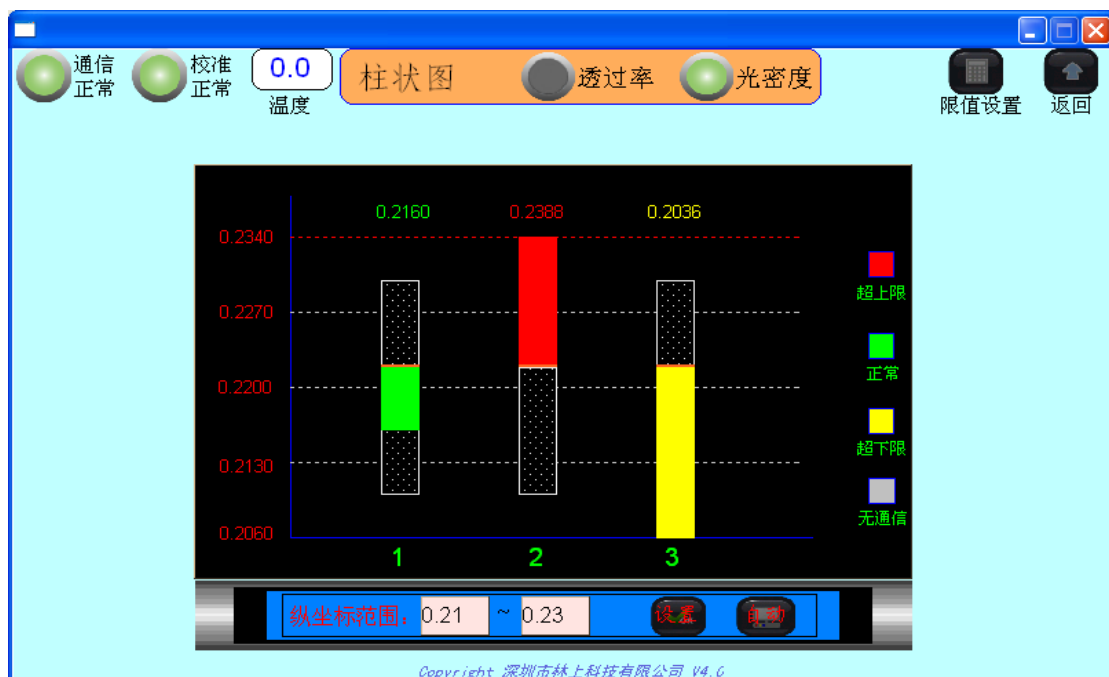 通信
正常
校准
正常
0.0
温度
柱状图
透过率
光密度
限值设置
返回
0.2160
0.2388
0.2036
0.2340
0.2270
0.2200
0.2130
0.2060
1
2
3
超上限
正常
超下限
无通信
纵坐标范围：
0.21
~
0.23
设置
自动
Copyright 深圳市林上科技有限公司